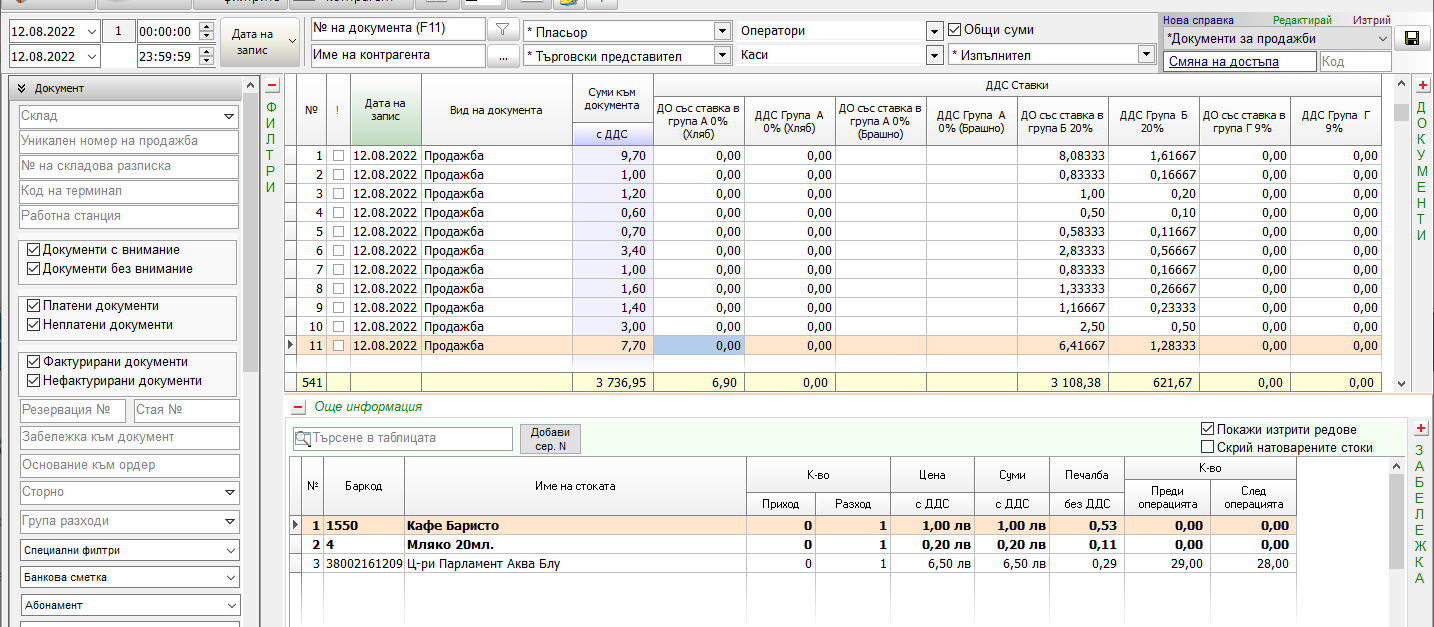 12.08.2022 1 00:00:00 Дата на запис № на документа (F11) * Пласьор Оператори Общи суми
12.08.2022 23:59:59 Име на контрагента ... * Търговски представител Каси * Изпълнител
Нова справка Редактирай Изтрий
*Документи за продажби
Смяна на достъпа Код
Документ
Склад
Уникален номер на продажба
№ на складова разписка
Код на терминал
Работна станция
Документи с внимание
Документи без внимание
Платени документи
Неплатени документи
Фактурирани документи
Нефактурирани документи
Резервация № Стая №
Забележка към документ
Основание към ордер
Сторно
Група разходи
Специални филтри
Банкова сметка
Абонамент
ФИЛТРИ
№ ! Дата на запис Вид на документа Суми към документа с ДДС ДДС Ставки
ДО със ставка в група А 0% (Хляб) ДДС Група А 0% (Хляб) ДО със ставка в група А 0% (Брашно) ДДС Група А 0% (Брашно) ДО със ставка в група Б 20% ДДС Група Б 20% ДО със ставка в група Г 9% ДДС Група Г 9%
1 12.08.2022 Продажба 9,70 0,00 0,00 8,08333 1,61667 0,00 0,00
2 12.08.2022 Продажба 1,00 0,00 0,00 0,83333 0,16667 0,00 0,00
3 12.08.2022 Продажба 1,20 0,00 0,00 1,00 0,20 0,00 0,00
4 12.08.2022 Продажба 0,60 0,00 0,00 0,50 0,10 0,00 0,00
5 12.08.2022 Продажба 0,70 0,00 0,00 0,58333 0,11667 0,00 0,00
6 12.08.2022 Продажба 3,40 0,00 0,00 2,83333 0,56667 0,00 0,00
7 12.08.2022 Продажба 1,00 0,00 0,00 0,83333 0,16667 0,00 0,00
8 12.08.2022 Продажба 1,60 0,00 0,00 1,33333 0,26667 0,00 0,00
9 12.08.2022 Продажба 1,40 0,00 0,00 1,16667 0,23333 0,00 0,00
10 12.08.2022 Продажба 3,00 0,00 0,00 2,50 0,50 0,00 0,00
11 12.08.2022 Продажба 7,70 0,00 0,00 6,41667 1,28333 0,00 0,00
541 3 736,95 6,90 0,00 3 108,38 621,67 0,00 0,00
ДОКУМЕНТИ
Още информация
Търсене в таблицата Добави сер. N Покажи изтрити редове
Скрий натоварените стоки
№ Баркод Име на стоката К-во Цена Суми Печалба К-во
Приход Разход с ДДС с ДДС без ДДС Преди операцията След операцията
1 1550 Кафе Баристо 0 1 1,00 лв 1,00 лв 0,53 0,00 0,00
2 4 Мляко 20мл. 0 1 0,20 лв 0,20 лв 0,11 0,00 0,00
3 38002161209 Ц-ри Парламент Аква Блу 0 1 6,50 лв 6,50 лв 0,29 29,00 28,00
ЗАБЕЛЕЖКА